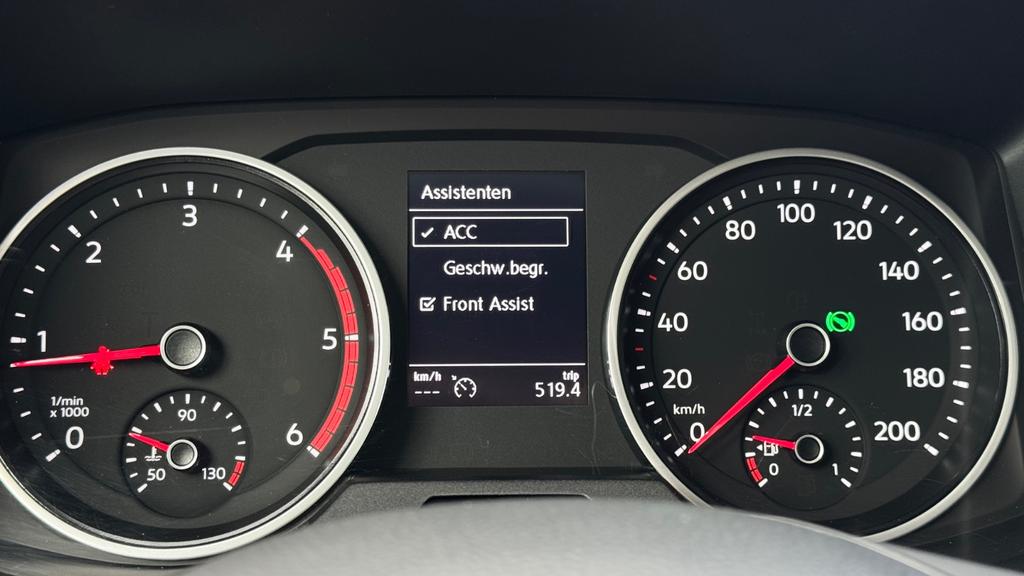 0
1
2
3
4
5
6
1/min
x 1000
50
90
130
Assistenten
ACC
Geschw.begr.
Front Assist
km/h
---
trip
519.4
0
20
40
60
80
100
120
140
160
180
200
km/h
0
1/2
1